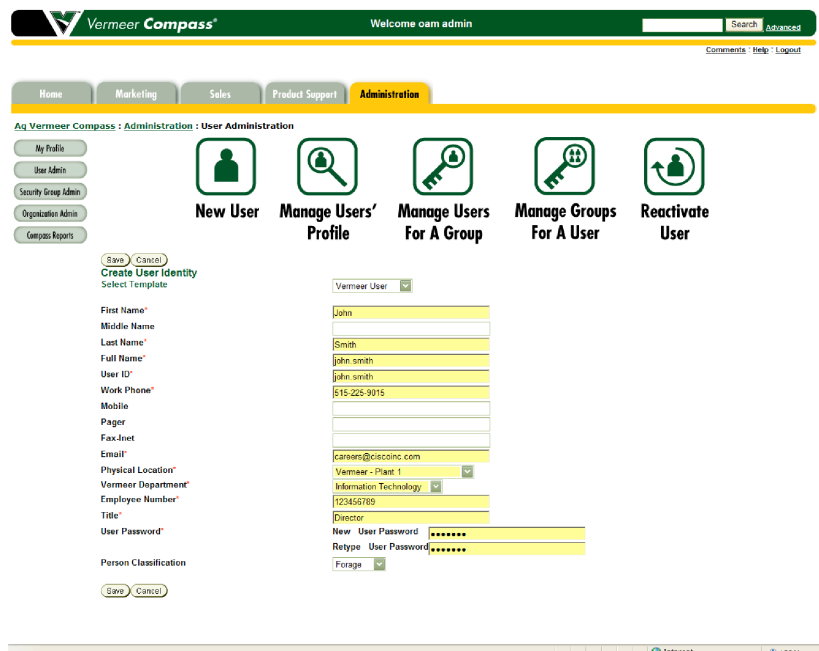 Vermeer Compass®
Welcome oam admin
Search Advanced
Comments : Help : Logout
Home Marketing Sales Product Support Administration
Ag Vermeer Compass : Administration : User Administration
My Profile
User Admin
Security Group Admin
Organization Admin
Compass Reports
New User
Manage Users' Profile
Manage Users For A Group
Manage Groups For A User
Reactivate User
Save Cancel
Create User Identity
Select Template Vermeer User
First Name* John
Middle Name
Last Name* Smith
Full Name* john.smith
User ID* john.smith
Work Phone* 515-225-9015
Mobile
Pager
Fax-Inet
Email* careers@ciscoinc.com
Physical Location* Vermeer - Plant 1
Vermeer Department* Information Technology
Employee Number* 123456789
Title* Director
User Password* New User Password •••••••
Retype User Password •••••••
Person Classification Forage
Save Cancel